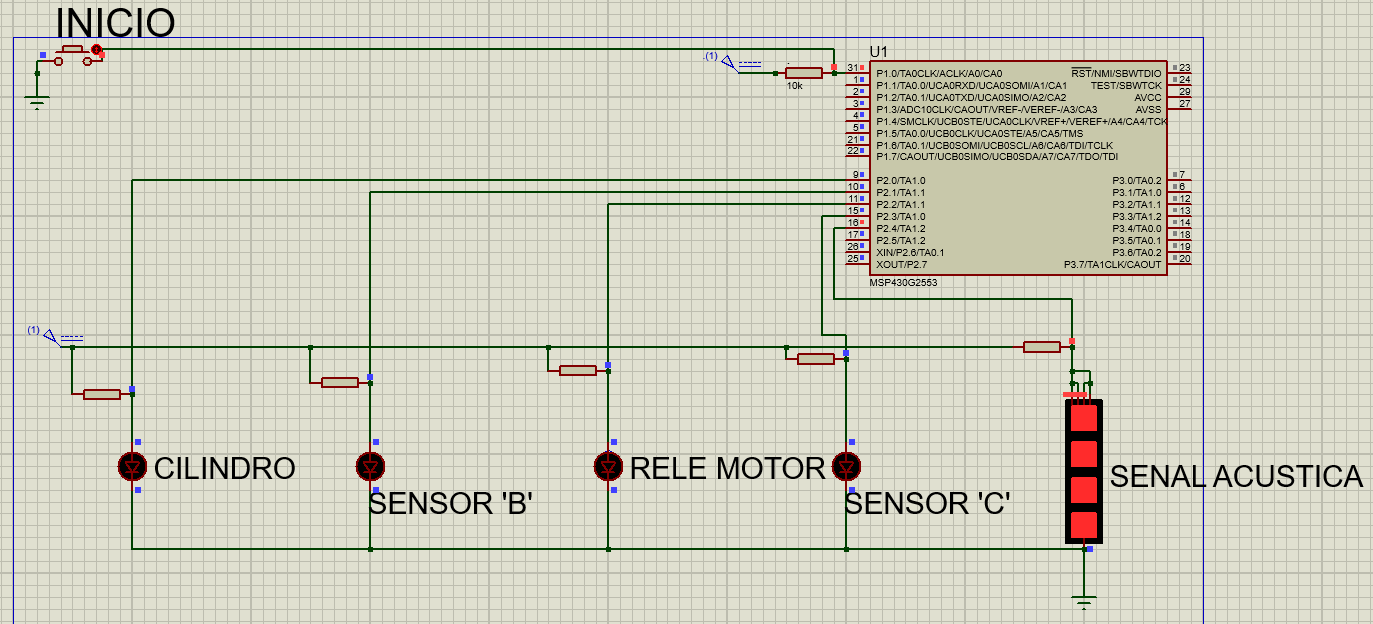 INICIO
(1)
10k
U1
31 P1.0/TA0CLK/ACLK/A0/CA0
1 P1.1/TA0.0/UCA0RXD/UCA0SOMI/A1/CA1
2 P1.2/TA0.1/UCA0TXD/UCA0SIMO/A2/CA2
3 P1.3/ADC10CLK/CAOUT/VREF-/VEREF-/A3/CA3
4 P1.4/SMCLK/UCB0STE/UCA0CLK/VREF+/VEREF+/A4/CA4/TCK
5 P1.5/TA0.0/UCB0CLK/UCA0STE/A5/CA5/TMS
21 P1.6/TA0.1/UCB0SOMI/UCB0SCL/A6/CA6/TDI/TCLK
22 P1.7/CAOUT/UCB0SIMO/UCB0SDA/A7/CA7/TDO/TDI
9 P2.0/TA1.0
10 P2.1/TA1.1
11 P2.2/TA1.1
15 P2.3/TA1.0
16 P2.4/TA1.2
17 P2.5/TA1.2
26 XIN/P2.6/TA0.1
25 XOUT/P2.7
RST/NMI/SBWTDIO 23
TEST/SBWTCK 24
AVCC 29
AVSS 27
P3.0/TA0.2 7
P3.1/TA1.0 6
P3.2/TA1.1 12
P3.3/TA1.2 13
P3.4/TA0.0 14
P3.5/TA0.1 18
P3.6/TA0.2 19
P3.7/TA1CLK/CAOUT 20
MSP430G2553
(1)
CILINDRO
SENSOR 'B'
RELE MOTOR
SENSOR 'C'
SENAL ACUSTICA